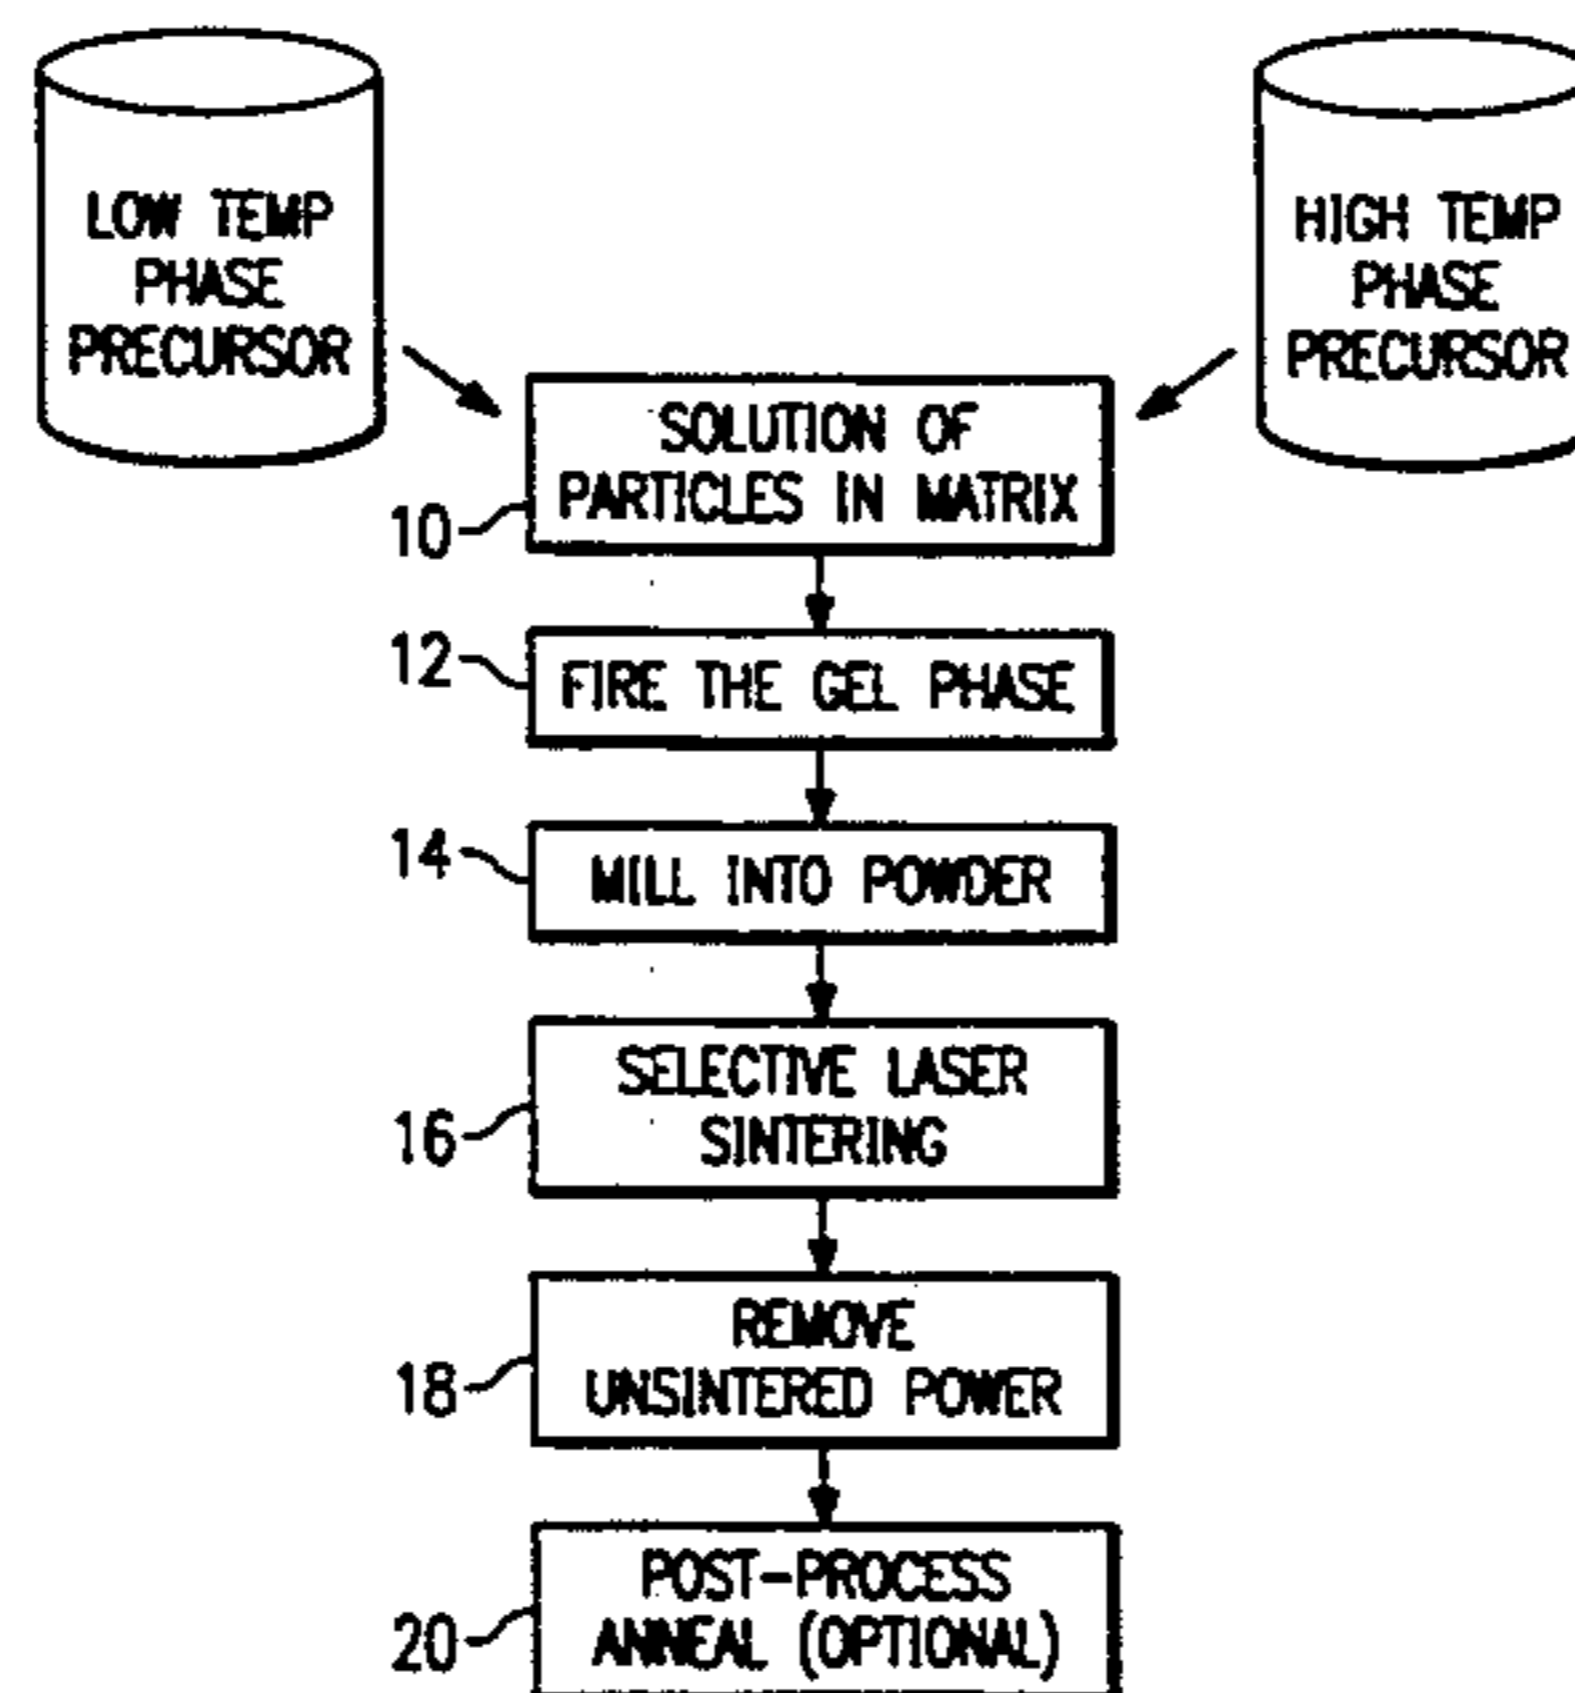 LOW TEMP
PHASE
PRECURSOR
HIGH TEMP
PHASE
PRECURSOR
SOLUTION OF
PARTICLES IN MATRIX
10
12
FIRE THE GEL PHASE
14
MILL INTO POWDER
SELECTIVE LASER
SINTERING
16
REMOVE
UNSINTERED POWER
18
POST-PROCESS
ANNEAL (OPTIONAL)
20